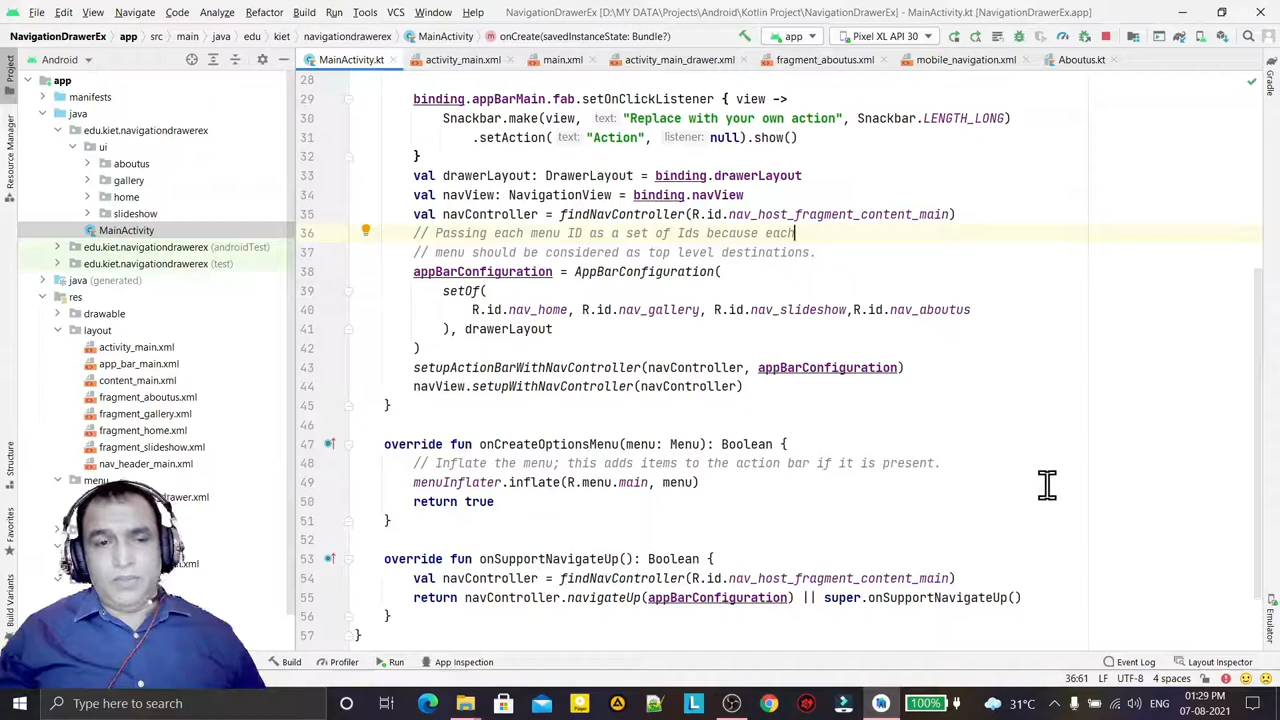 File Edit View Navigate Code Analyze Refactor Build Run Tools VCS Window Help NavigationDrawerEx [D:\MY DATA\Projects\Android\Kotlin Project\NavigationDrawerEx] - MainActivity.kt [NavigationDrawerEx.app]
NavigationDrawerEx app src main java edu kiet navigationdrawerex MainActivity onCreate(savedInstanceState: Bundle?) app Pixel XL API 30
Android MainActivity.kt activity_main.xml main.xml activity_main_drawer.xml fragment_aboutus.xml mobile_navigation.xml Aboutus.kt
Project
Resource Manager
Structure
Favorites
Build Variants
Gradle
Emulator
app
manifests
java
edu.kiet.navigationdrawerex
ui
aboutus
gallery
home
slideshow
MainActivity
edu.kiet.navigationdrawerex (androidTest)
edu.kiet.navigationdrawerex (test)
java (generated)
res
drawable
layout
activity_main.xml
app_bar_main.xml
content_main.xml
fragment_aboutus.xml
fragment_gallery.xml
fragment_home.xml
fragment_slideshow.xml
nav_header_main.xml
menu
drawer.xml
28
29 binding.appBarMain.fab.setOnClickListener { view ->
30 Snackbar.make(view, text: "Replace with your own action", Snackbar.LENGTH_LONG)
31 .setAction( text: "Action", listener: null).show()
32 }
33 val drawerLayout: DrawerLayout = binding.drawerLayout
34 val navView: NavigationView = binding.navView
35 val navController = findNavController(R.id.nav_host_fragment_content_main)
36 // Passing each menu ID as a set of Ids because each
37 // menu should be considered as top level destinations.
38 appBarConfiguration = AppBarConfiguration(
39 setOf(
40 R.id.nav_home, R.id.nav_gallery, R.id.nav_slideshow,R.id.nav_aboutus
41 ), drawerLayout
42 )
43 setupActionBarWithNavController(navController, appBarConfiguration)
44 navView.setupWithNavController(navController)
45 }
46
47 override fun onCreateOptionsMenu(menu: Menu): Boolean {
48 // Inflate the menu; this adds items to the action bar if it is present.
49 menuInflater.inflate(R.menu.main, menu)
50 return true
51 }
52
53 override fun onSupportNavigateUp(): Boolean {
54 val navController = findNavController(R.id.nav_host_fragment_content_main)
55 return navController.navigateUp(appBarConfiguration) || super.onSupportNavigateUp()
56 }
57 }
Build Profiler Run App Inspection Event Log Layout Inspector
36:61 LF UTF-8 4 spaces
Type here to search 100% 31°C ENG 01:29 PM
07-08-2021